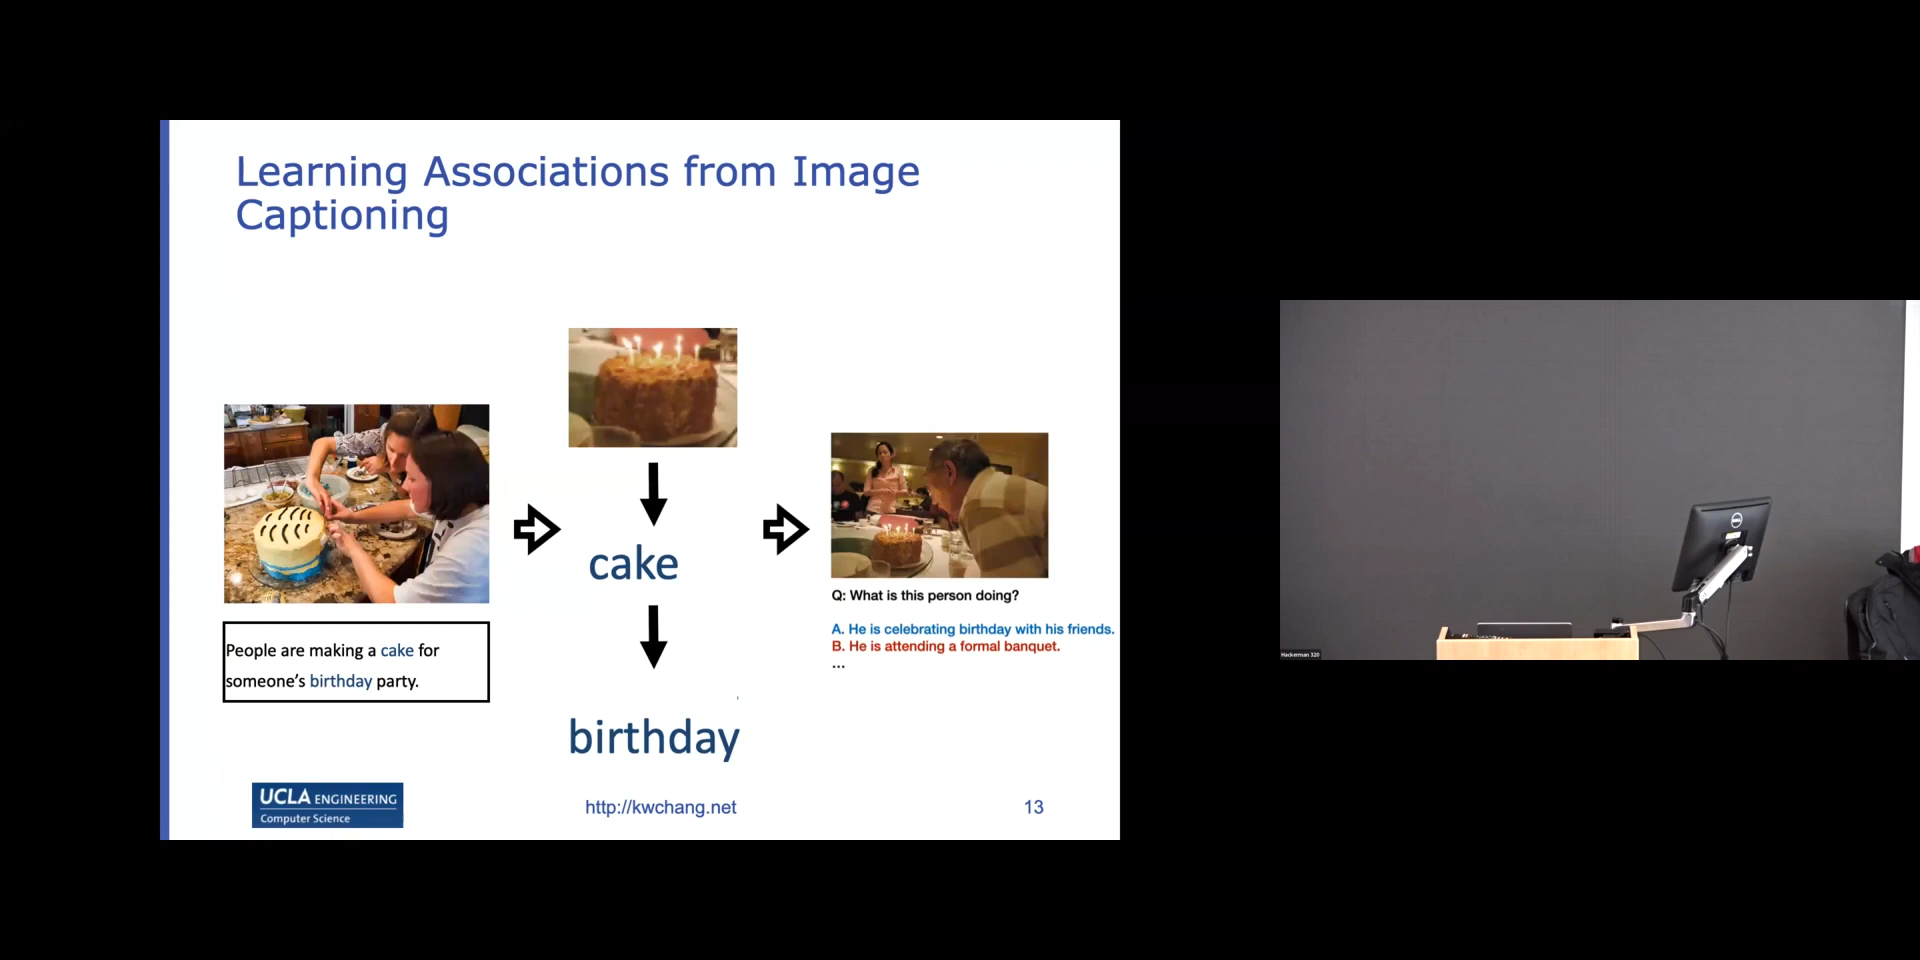 Learning Associations from Image
Captioning
People are making a cake for
someone's birthday party.
cake
birthday
Q: What is this person doing?
A. He is celebrating birthday with his friends.
B. He is attending a formal banquet.
...
UCLA ENGINEERING
Computer Science
http://kwchang.net
13
DELL
Hackerman 320